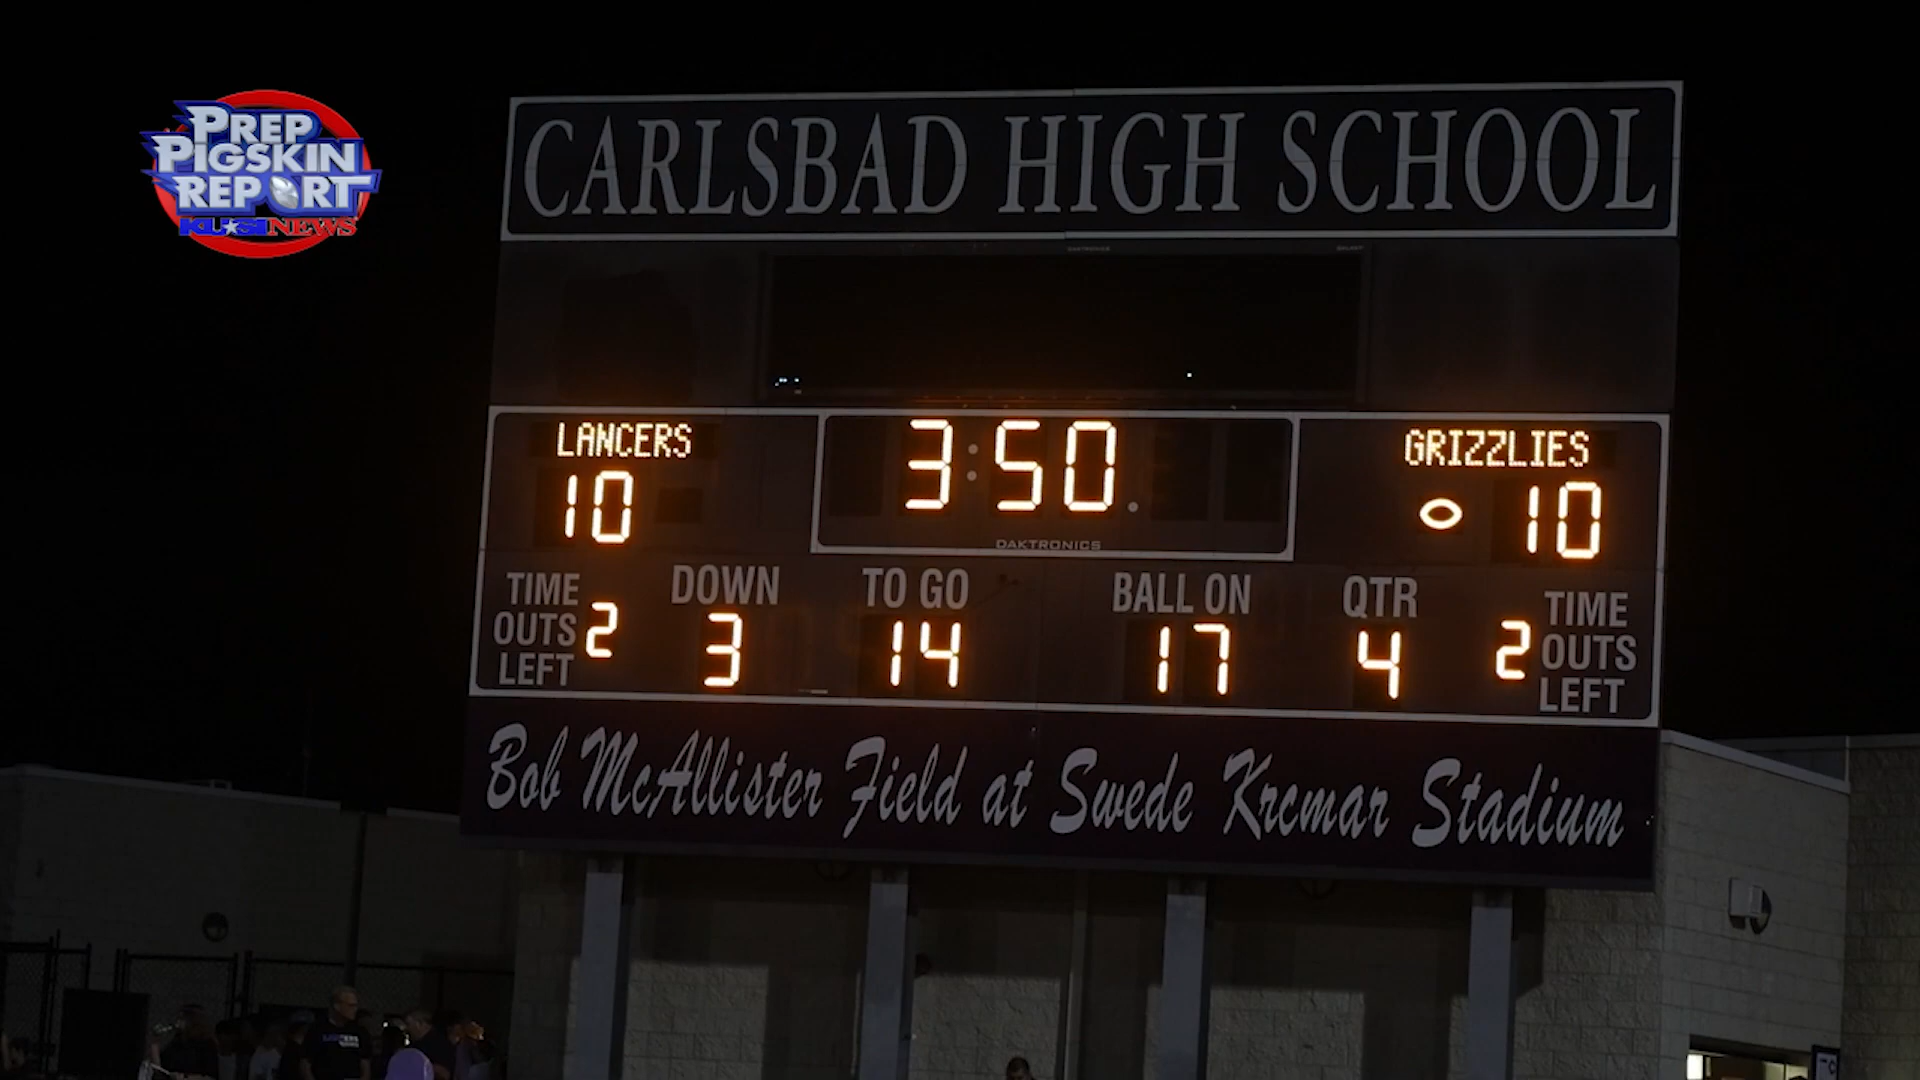 PREP
PIGSKIN
REPORT
KUSI NEWS
CARLSBAD HIGH SCHOOL
DAKTRONICS
LANCERS
3:50
GRIZZLIES
10
10
DAKTRONICS
TIME OUTS LEFT 2
DOWN 3
TO GO 14
BALL ON 17
QTR 4
2 TIME OUTS LEFT
Bob McAllister Field at Swede Krcmar Stadium